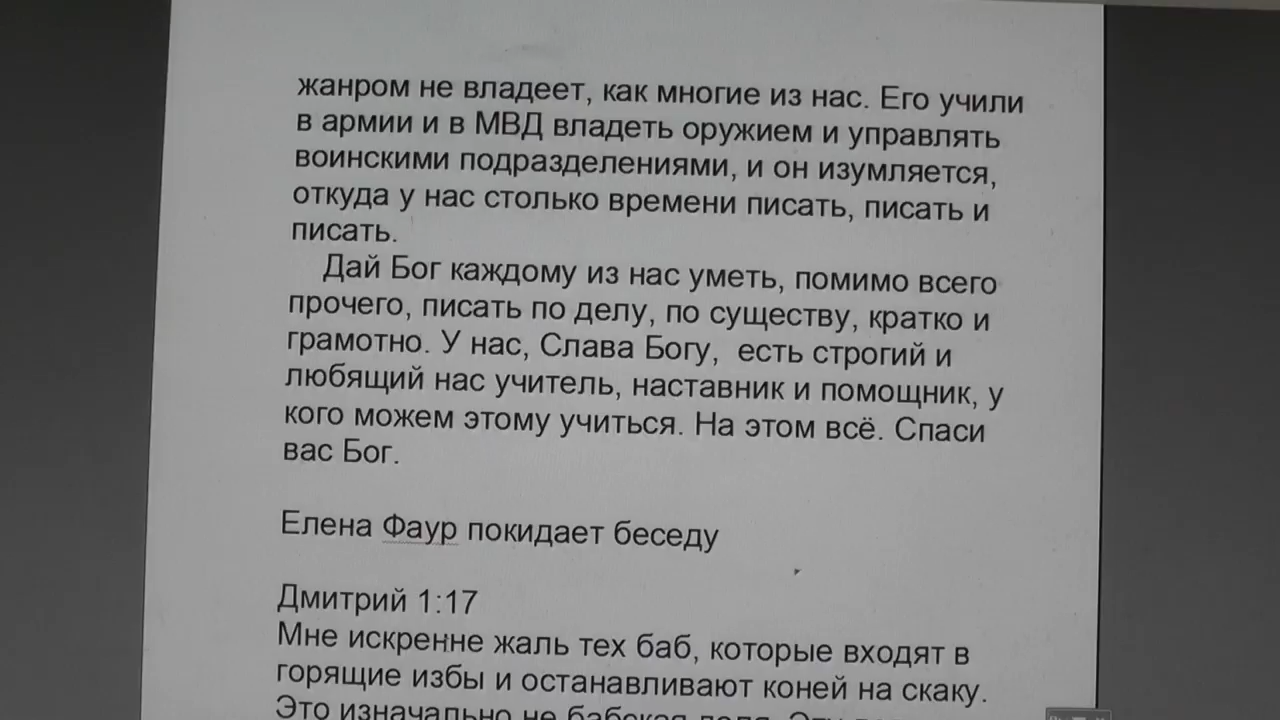 жанром не владеет, как многие из нас. Его учили
в армии и в МВД владеть оружием и управлять
воинскими подразделениями, и он изумляется,
откуда у нас столько времени писать, писать и
писать.
Дай Бог каждому из нас уметь, помимо всего
прочего, писать по делу, по существу, кратко и
грамотно. У нас, Слава Богу, есть строгий и
любящий нас учитель, наставник и помощник, у
кого можем этому учиться. На этом всё. Спаси
вас Бог.
Елена Фаур покидает беседу
Дмитрий 1:17
Мне искренне жаль тех баб, которые входят в
горящие избы и останавливают коней на скаку.
Это изначально не бабская доля. Эту